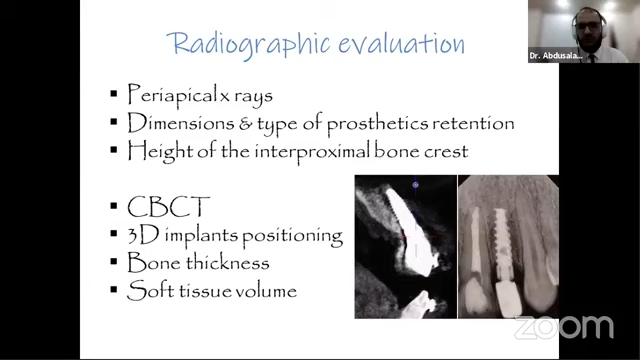 Radiographic evaluation
Dr. Abdusala...
▪ Periapical x rays
▪ Dimensions & type of prosthetics retention
▪ Height of the interproximal bone crest
▪ CBCT
▪ 3D implants positioning
▪ Bone thickness
▪ Soft tissue volume
zoom